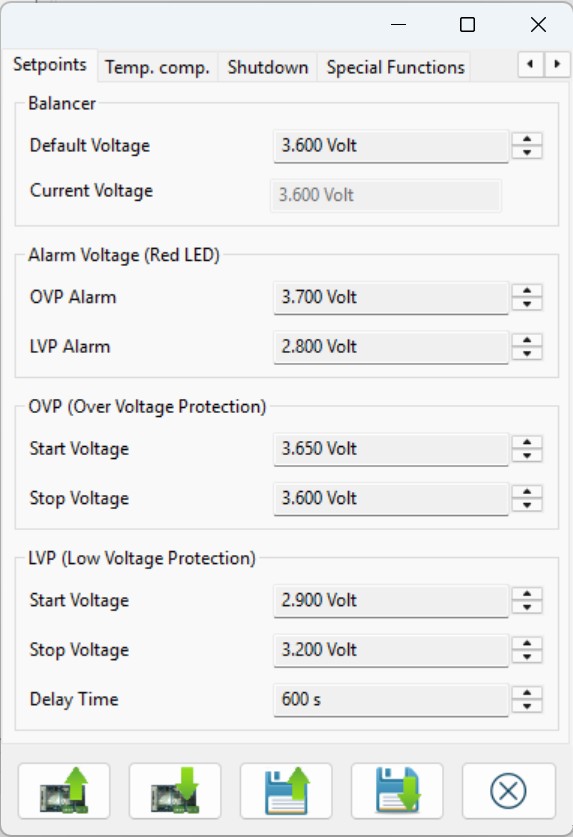 Setpoints Temp. comp. Shutdown Special Functions
Balancer
Default Voltage 3.600 Volt
Current Voltage 3.600 Volt
Alarm Voltage (Red LED)
OVP Alarm 3.700 Volt
LVP Alarm 2.800 Volt
OVP (Over Voltage Protection)
Start Voltage 3.650 Volt
Stop Voltage 3.600 Volt
LVP (Low Voltage Protection)
Start Voltage 2.900 Volt
Stop Voltage 3.200 Volt
Delay Time 600 s